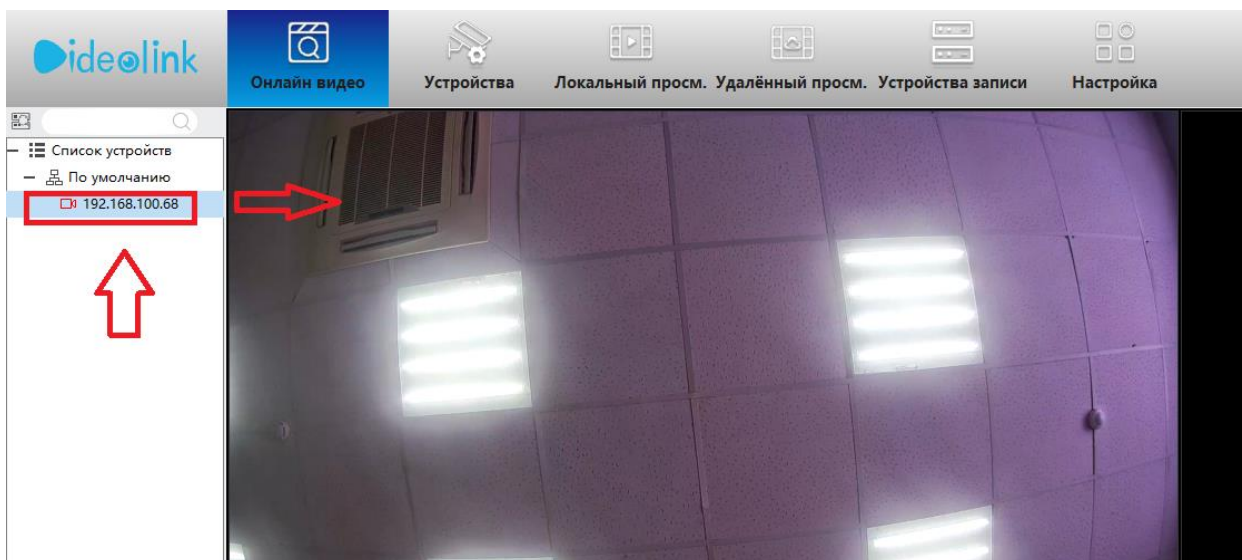 ideolink
Онлайн видео
Устройства
Локальный просм.
Удалённый просм.
Устройства записи
Настройка
Список устройств
По умолчанию
192.168.100.68